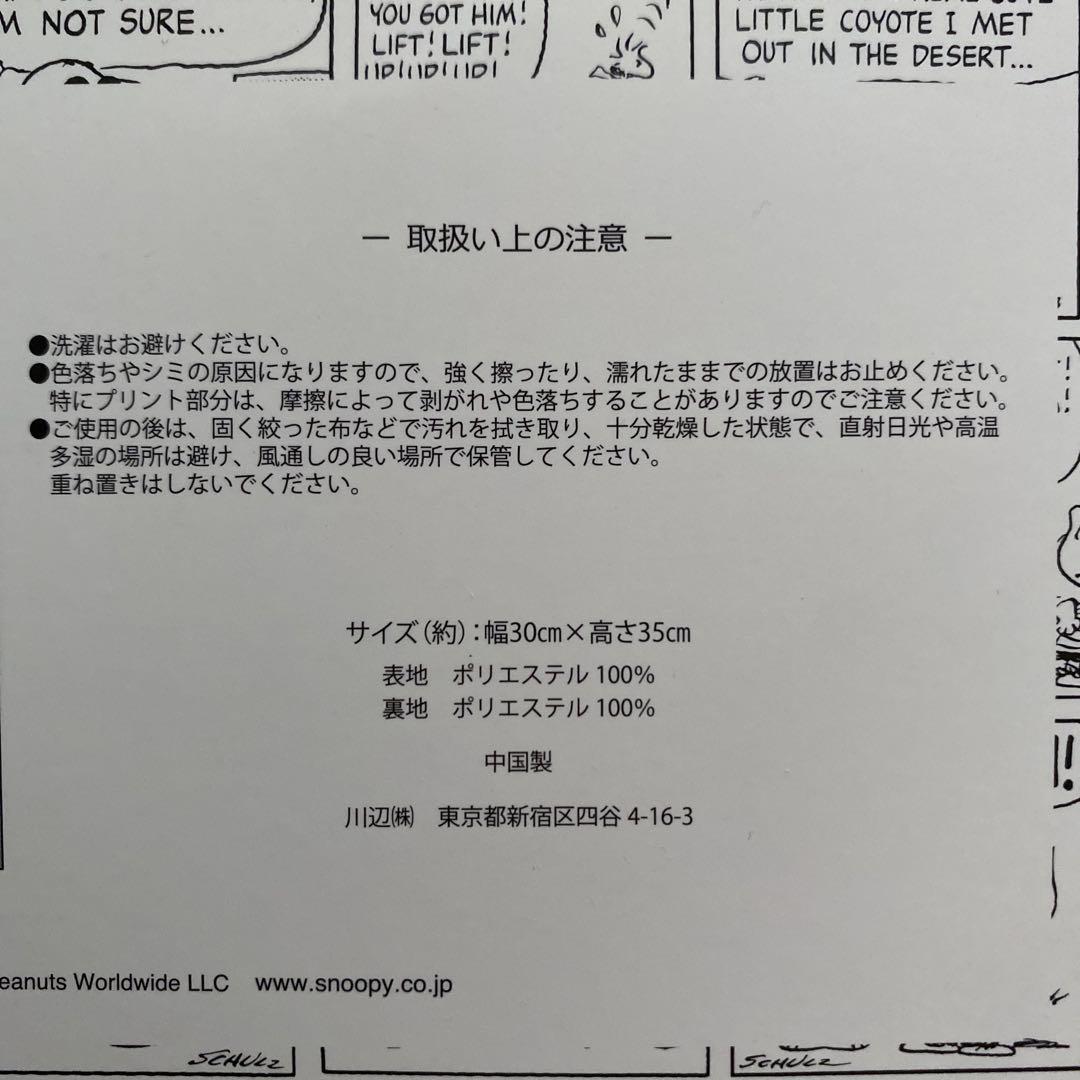 M NOT SURE...
YOU GOT HIM!
LIFT! LIFT!
LITTLE COYOTE I MET
OUT IN THE DESERT...
― 取扱い上の注意 ―
●洗濯はお避けください。
●色落ちやシミの原因になりますので、強く擦ったり、濡れたままでの放置はお止めください。
特にプリント部分は、摩擦によって剥がれや色落ちすることがありますのでご注意ください。
●ご使用の後は、固く絞った布などで汚れを拭き取り、十分乾燥した状態で、直射日光や高温
多湿の場所は避け、風通しの良い場所で保管してください。
重ね置きはしないでください。
サイズ(約):幅30㎝×高さ35㎝
表地 ポリエステル 100%
裏地 ポリエステル 100%
中国製
川辺㈱ 東京都新宿区四谷 4-16-3
eanuts Worldwide LLC www.snoopy.co.jp
SCHULZ
SCHULZ